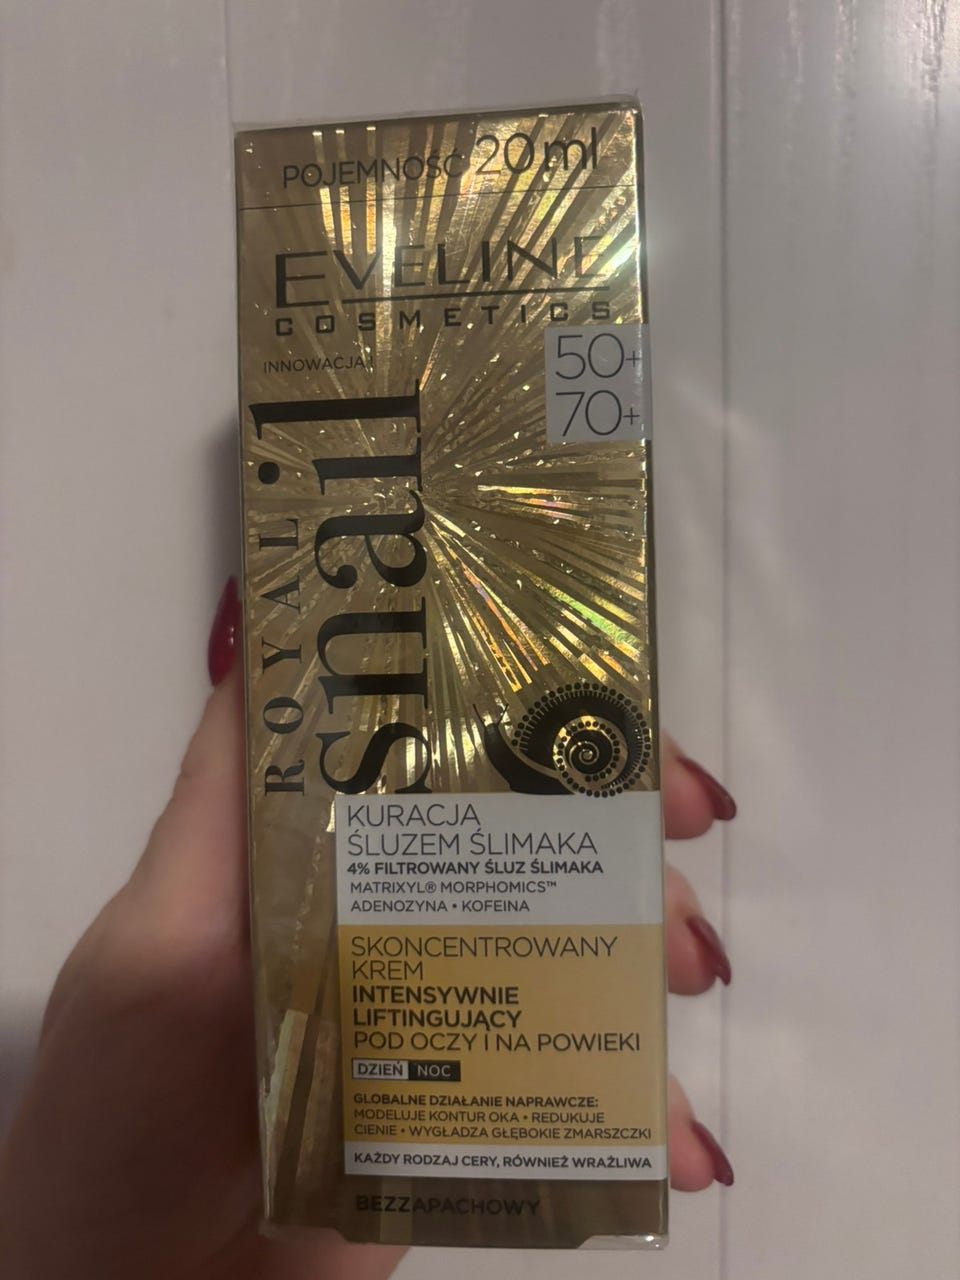 POJEMNOŚĆ 20ml
EVELINE
COSMETICS
INNOWACJA!
50+
70+
ROYAL
snail
KURACJA
ŚLUZEM ŚLIMAKA
4% FILTROWANY ŚLUZ ŚLIMAKA
MATRIXYL® MORPHOMICS™
ADENOZYNA • KOFEINA
SKONCENTROWANY
KREM
INTENSYWNIE
LIFTINGUJĄCY
POD OCZY I NA POWIEKI
DZIEŃ NOC
GLOBALNE DZIAŁANIE NAPRAWCZE:
MODELUJE KONTUR OKA • REDUKUJE
CIENIE • WYGŁADZA GŁĘBOKIE ZMARSZCZKI
KAŻDY RODZAJ CERY, RÓWNIEŻ WRAŻLIWA
BEZZAPACHOWY